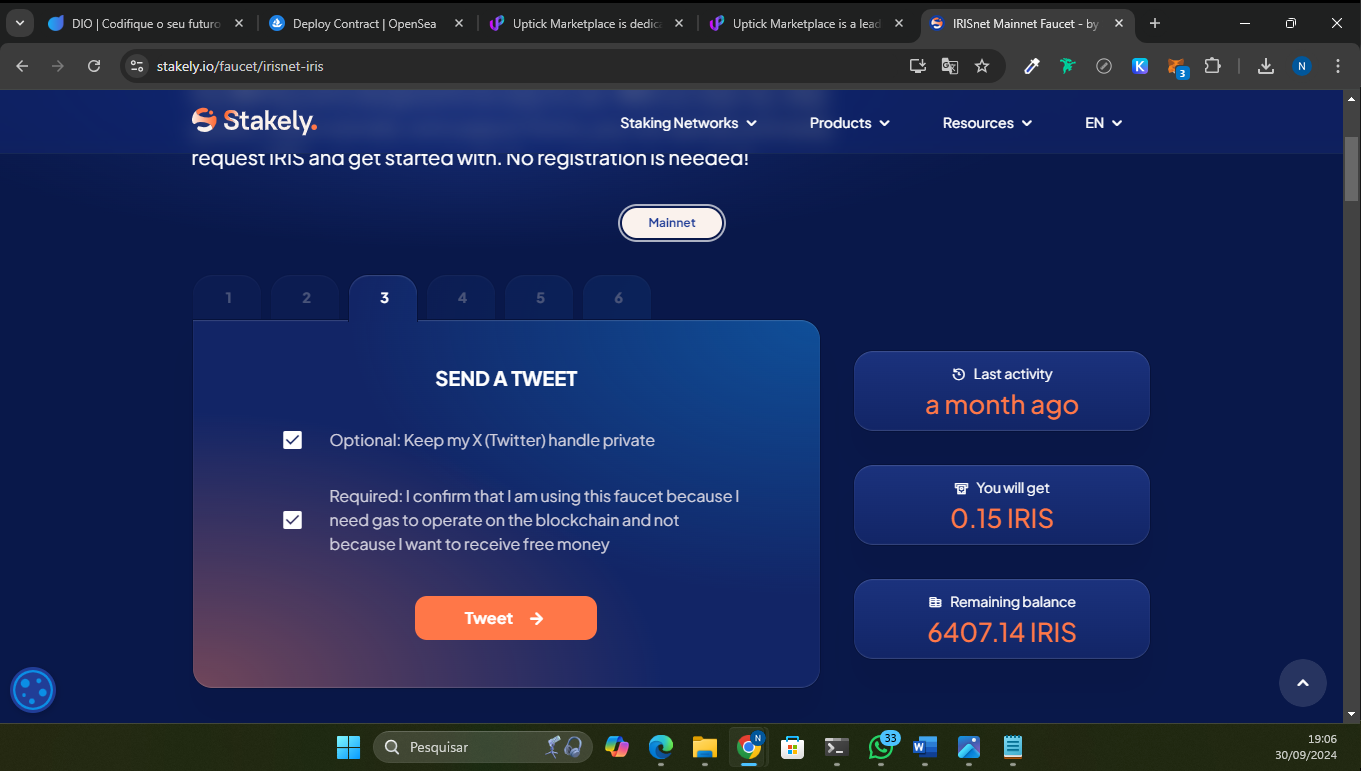 DIO | Codifique o seu futuro
Deploy Contract | OpenSea
Uptick Marketplace is dedic
Uptick Marketplace is a lead
IRISnet Mainnet Faucet - by
stakely.io/faucet/irisnet-iris
K
3
N
Stakely.
Staking Networks
Products
Resources
EN
request IRIS and get started with. No registration is needed!
Mainnet
1
2
3
4
5
6
SEND A TWEET
Optional: Keep my X (Twitter) handle private
Required: I confirm that I am using this faucet because I
need gas to operate on the blockchain and not
because I want to receive free money
Tweet
Last activity
a month ago
You will get
0.15 IRIS
Remaining balance
6407.14 IRIS
Pesquisar
N
33
W
19:06
30/09/2024